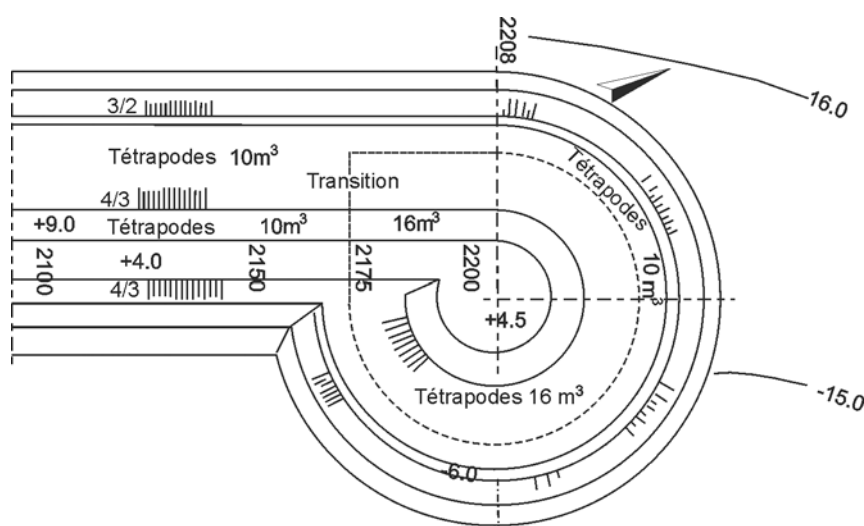 2208
16.0
3/2
Tétrapodes 10m³
Tétrapodes
10 m³
Transition
4/3
+9.0
Tétrapodes
10m³
16m³
2100
+4.0
2150
2175
2200
4/3
+4.5
Tétrapodes 16 m³
-15.0
-6.0